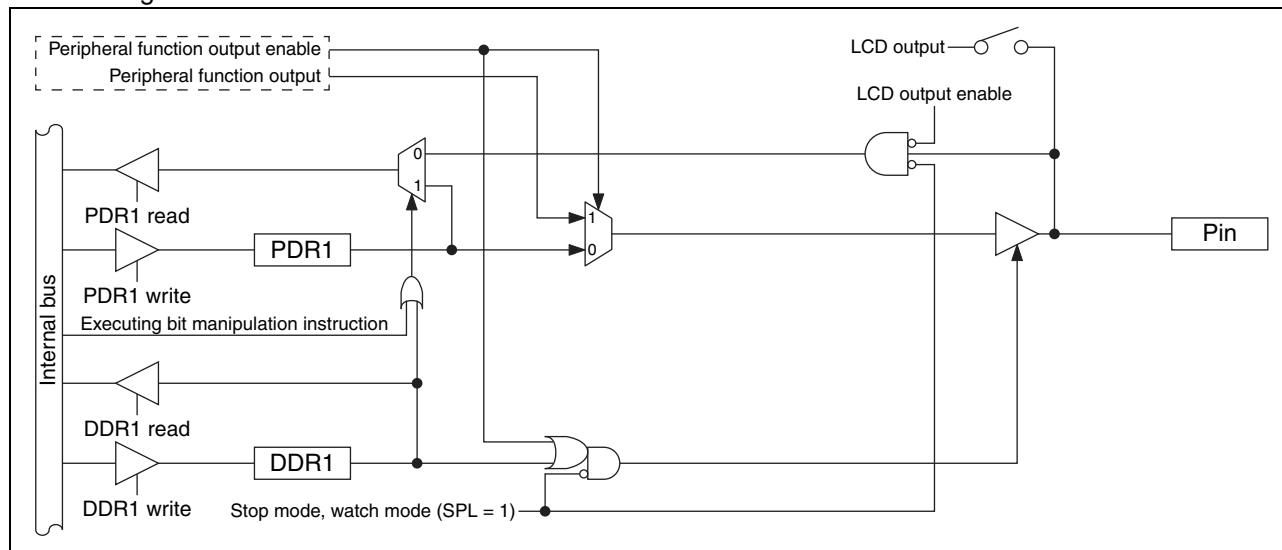 Peripheral function output enable
Peripheral function output
LCD output
LCD output enable
0
1
PDR1 read
1
0
PDR1
Pin
PDR1 write
Executing bit manipulation instruction
Internal bus
DDR1 read
DDR1
DDR1 write
Stop mode, watch mode (SPL = 1)